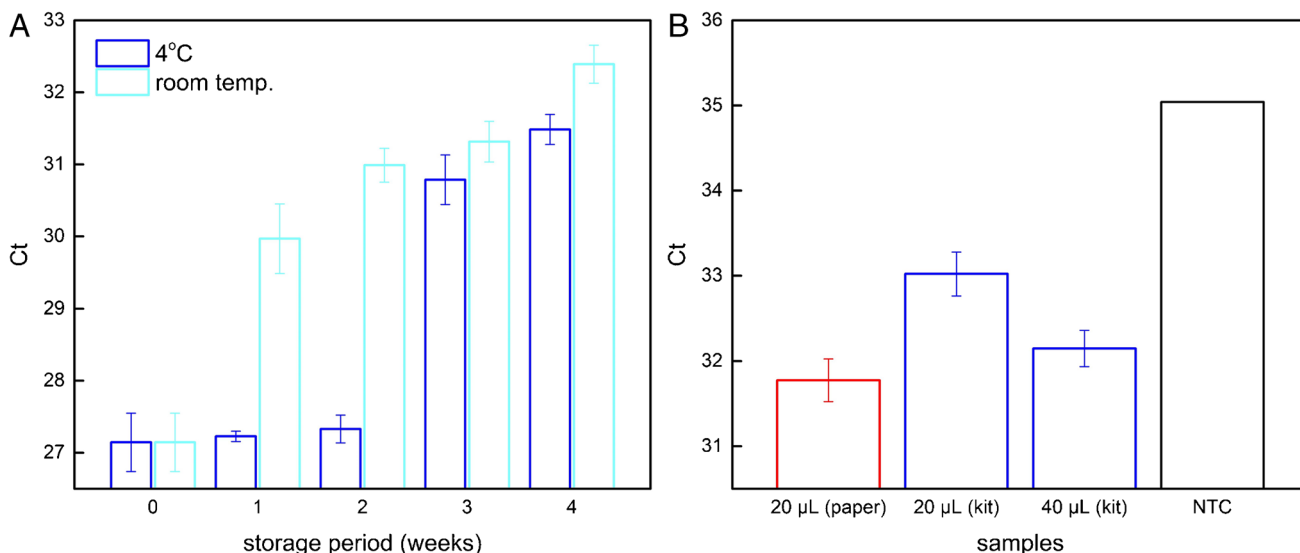 A
4°C
room temp.
33
32
31
30
29
28
27
Ct
0 1 2 3 4
storage period (weeks)
B
36
35
34
33
32
31
Ct
20 µL (paper) 20 µL (kit) 40 µL (kit) NTC
samples